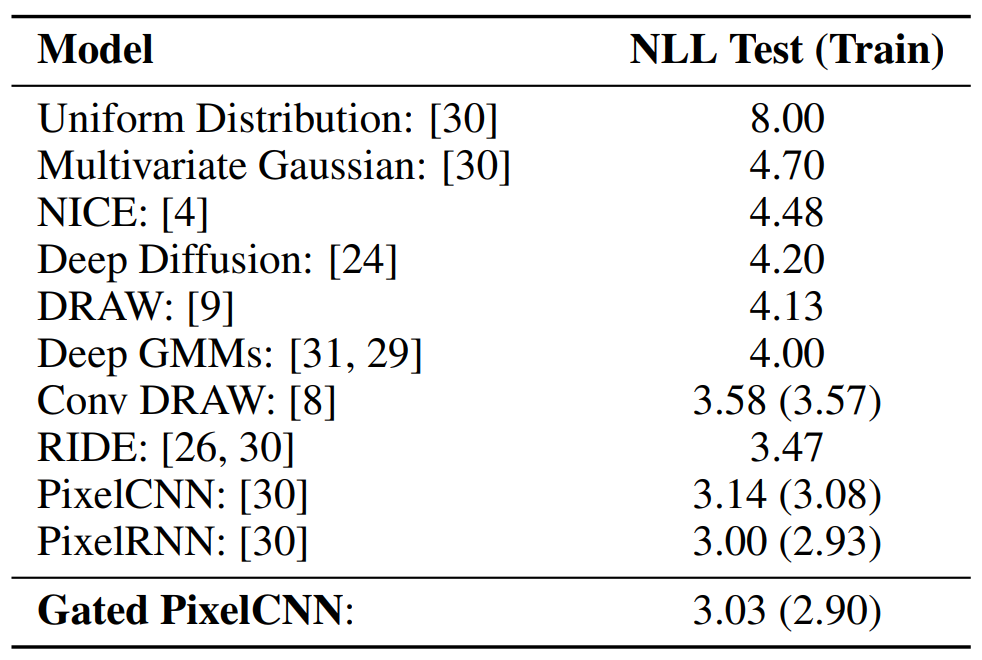 Model NLL Test (Train)
Uniform Distribution: [30] 8.00
Multivariate Gaussian: [30] 4.70
NICE: [4] 4.48
Deep Diffusion: [24] 4.20
DRAW: [9] 4.13
Deep GMMs: [31, 29] 4.00
Conv DRAW: [8] 3.58 (3.57)
RIDE: [26, 30] 3.47
PixelCNN: [30] 3.14 (3.08)
PixelRNN: [30] 3.00 (2.93)
Gated PixelCNN: 3.03 (2.90)